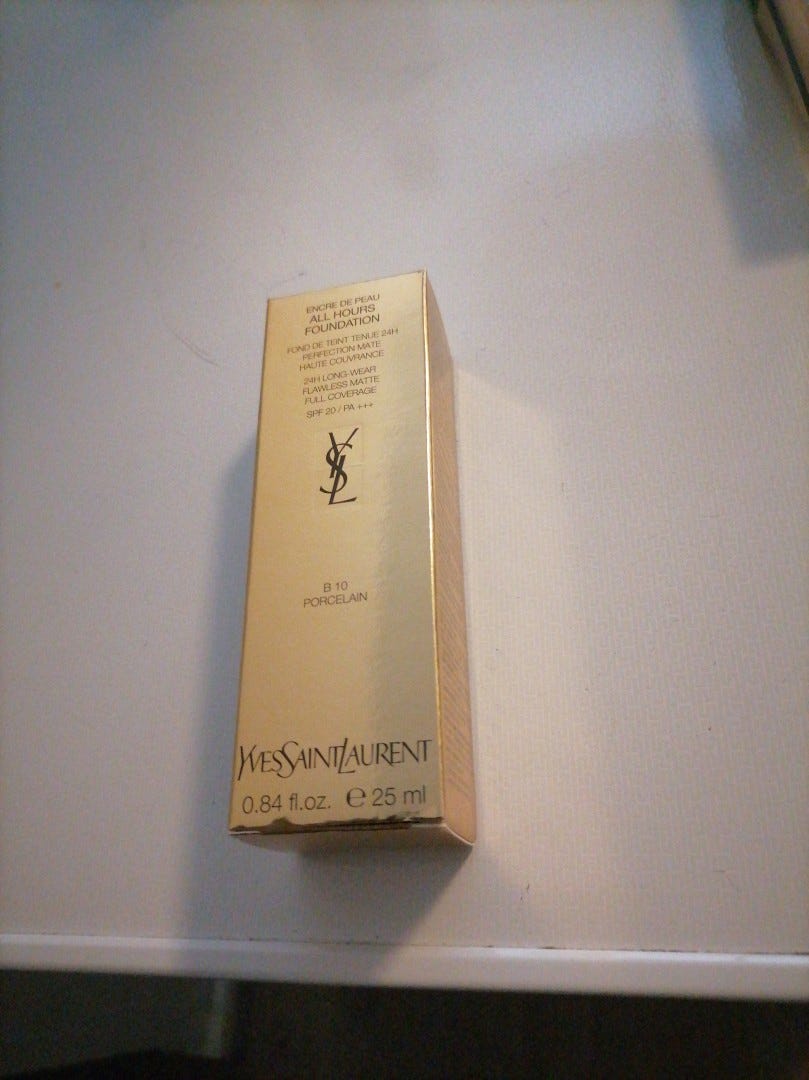 ENCRE DE PEAU
ALL HOURS
FOUNDATION
FOND DE TEINT TENUE 24H
PERFECTION MATE
HAUTE COUVRANCE
24H LONG-WEAR
FLAWLESS MATTE
FULL COVERAGE
SPF 20 / PA +++
YSL
B 10
PORCELAIN
YVESSAINTLAURENT
0.84 fl.oz. ℮ 25 ml